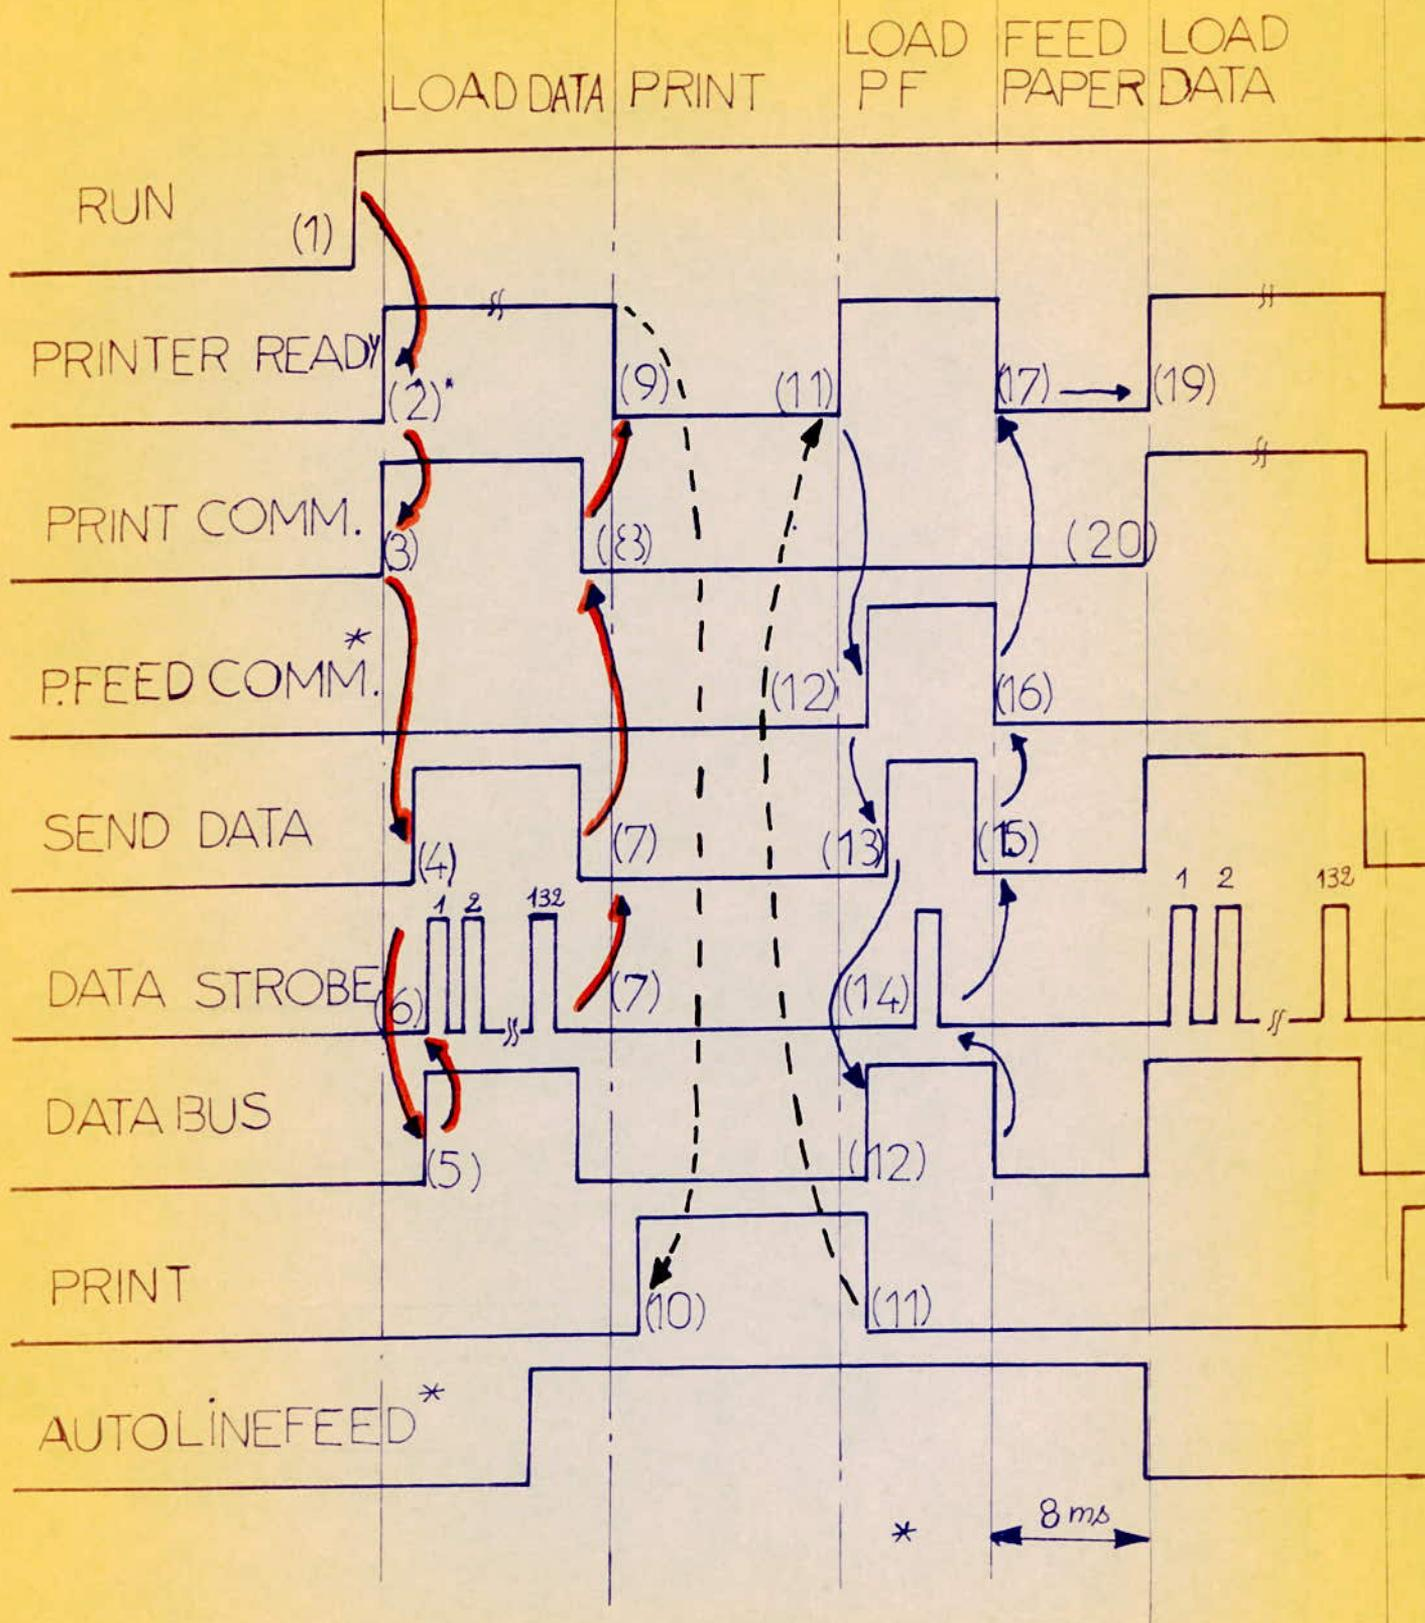 LOAD DATA
PRINT
LOAD
PF
FEED
PAPER
LOAD
DATA
RUN
(1)
PRINTER READY
(2)*
(9)
(11)
(17)
(19)
PRINT COMM.
(3)
(8)
(20)
P.FEED COMM.*
(12)
(16)
SEND DATA
(4)
(7)
(13)
(15)
1 2 132
1 2 132
DATA STROBE
(6)
(7)
(14)
DATA BUS
(5)
(12)
PRINT
(10)
(11)
AUTOLINEFEED*
*
8 ms